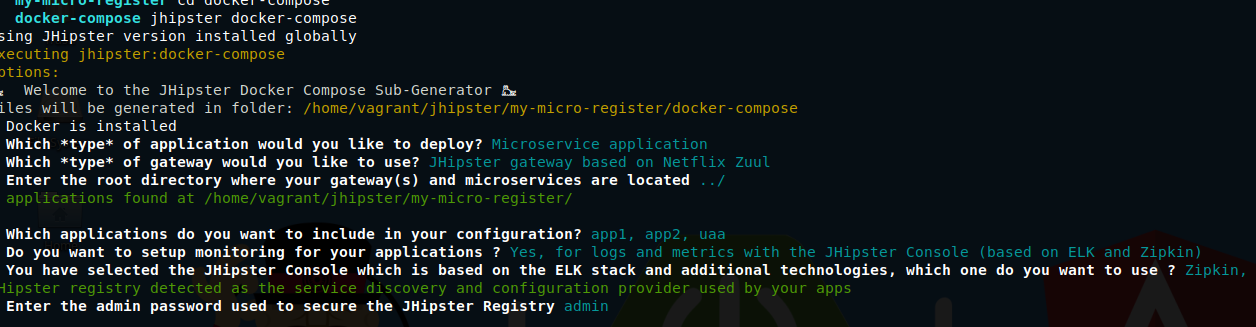 my-micro-register cd docker-compose
docker-compose jhipster docker-compose
sing JHipster version installed globally
xecuting jhipster:docker-compose
ptions:
Welcome to the JHipster Docker Compose Sub-Generator
iles will be generated in folder: /home/vagrant/jhipster/my-micro-register/docker-compose
Docker is installed
Which *type* of application would you like to deploy? Microservice application
Which *type* of gateway would you like to use? JHipster gateway based on Netflix Zuul
Enter the root directory where your gateway(s) and microservices are located ../
applications found at /home/vagrant/jhipster/my-micro-register/
Which applications do you want to include in your configuration? app1, app2, uaa
Do you want to setup monitoring for your applications ? Yes, for logs and metrics with the JHipster Console (based on ELK and Zipkin)
You have selected the JHipster Console which is based on the ELK stack and additional technologies, which one do you want to use ? Zipkin,
Hipster registry detected as the service discovery and configuration provider used by your apps
Enter the admin password used to secure the JHipster Registry admin